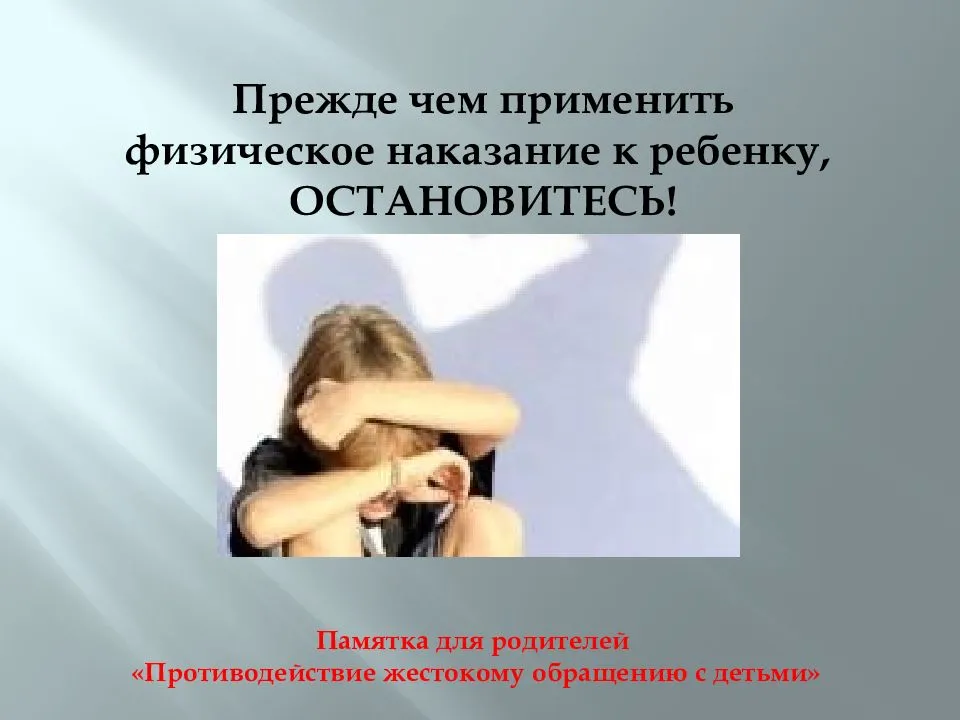 Прежде чем применить
физическое наказание к ребенку,
ОСТАНОВИТЕСЬ!
Памятка для родителей
«Противодействие жестокому обращению с детьми»